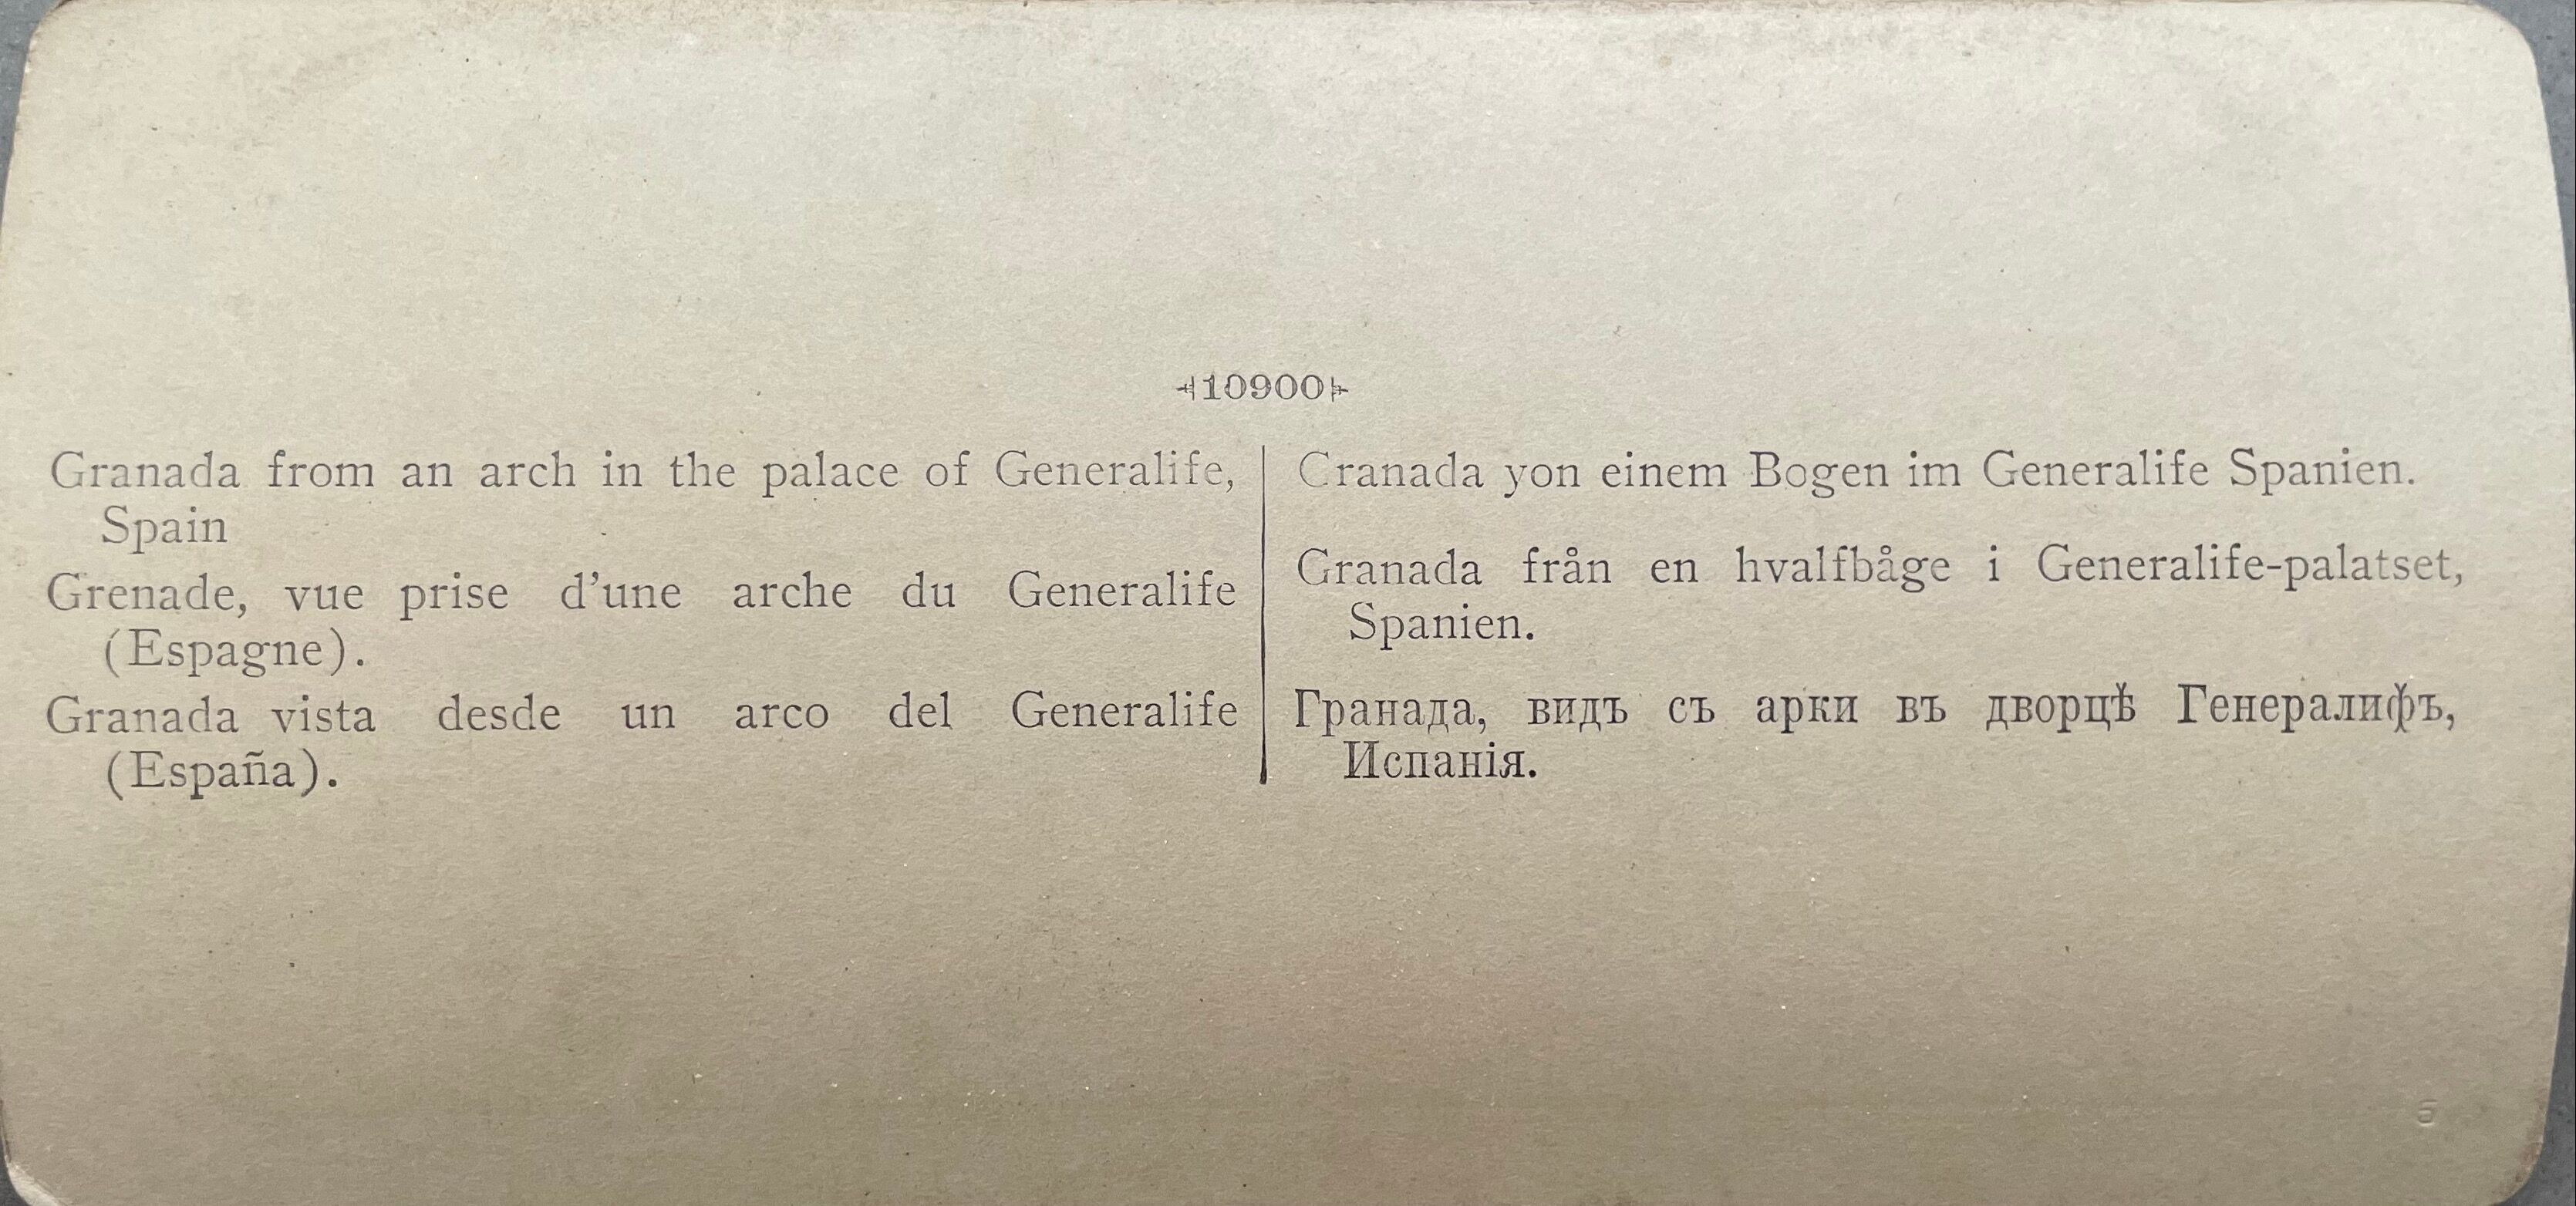 10900
Granada from an arch in the palace of Generalife,
Spain
Grenade, vue prise d'une arche du Generalife
(Espagne).
Granada vista desde un arco del Generalife
(España).
Cranada yon einem Bogen im Generalife Spanien.
Granada från en hvalfbåge i Generalife-palatset,
Spanien.
Гранада, видъ съ арки въ дворцѣ Генералифъ,
Испанія.
5